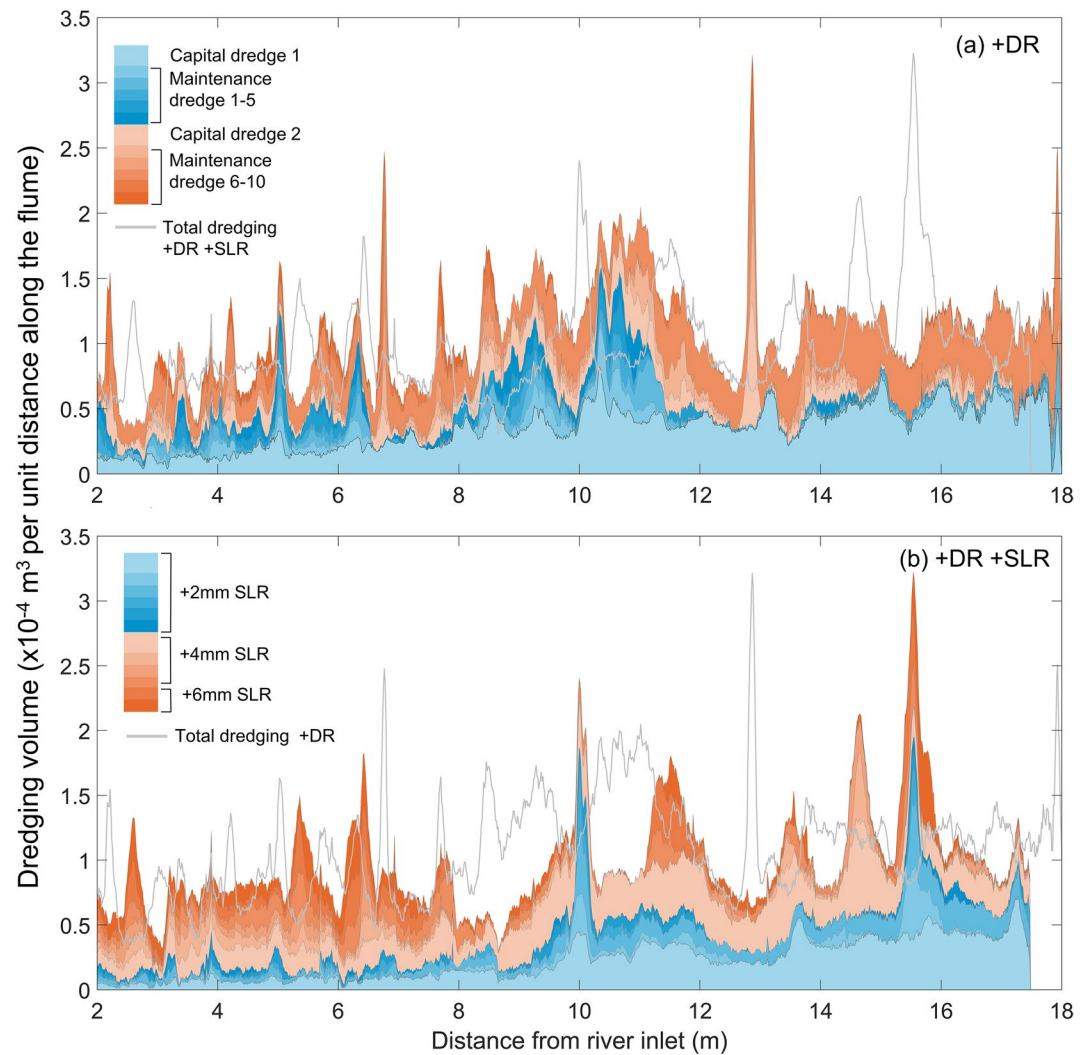 Dredging volume (x10⁻⁴ m³ per unit distance along the flume)
3.5
3
2.5
2
1.5
1
0.5
0
(a) +DR
Capital dredge 1
Maintenance
dredge 1-5
Capital dredge 2
Maintenance
dredge 6-10
Total dredging
+DR +SLR
2 4 6 8 10 12 14 16 18
3.5
3
2.5
2
1.5
1
0.5
0
(b) +DR +SLR
+2mm SLR
+4mm SLR
+6mm SLR
Total dredging +DR
2 4 6 8 10 12 14 16 18
Distance from river inlet (m)